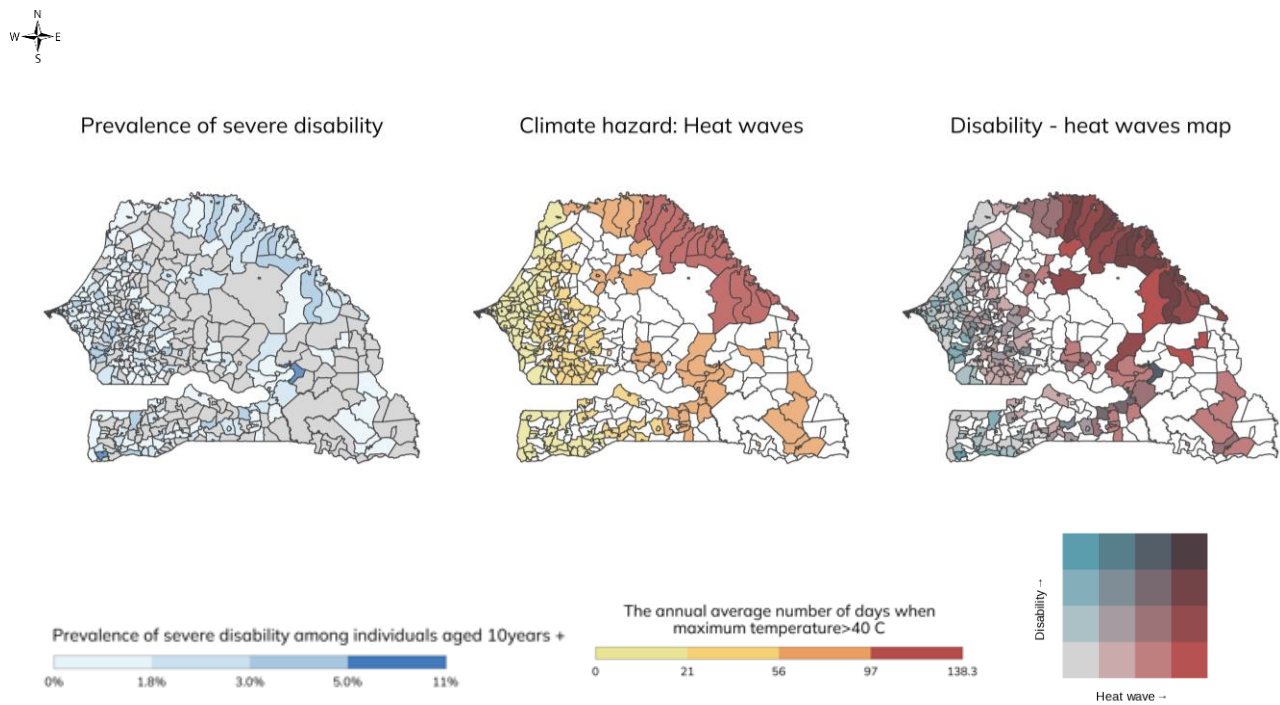 N
W E
S
Prevalence of severe disability
Climate hazard: Heat waves
Disability - heat waves map
Prevalence of severe disability among individuals aged 10years +
0% 1.8% 3.0% 5.0% 11%
The annual average number of days when
maximum temperature>40 C
0 21 56 97 138.3
Disability→
Heat wave→